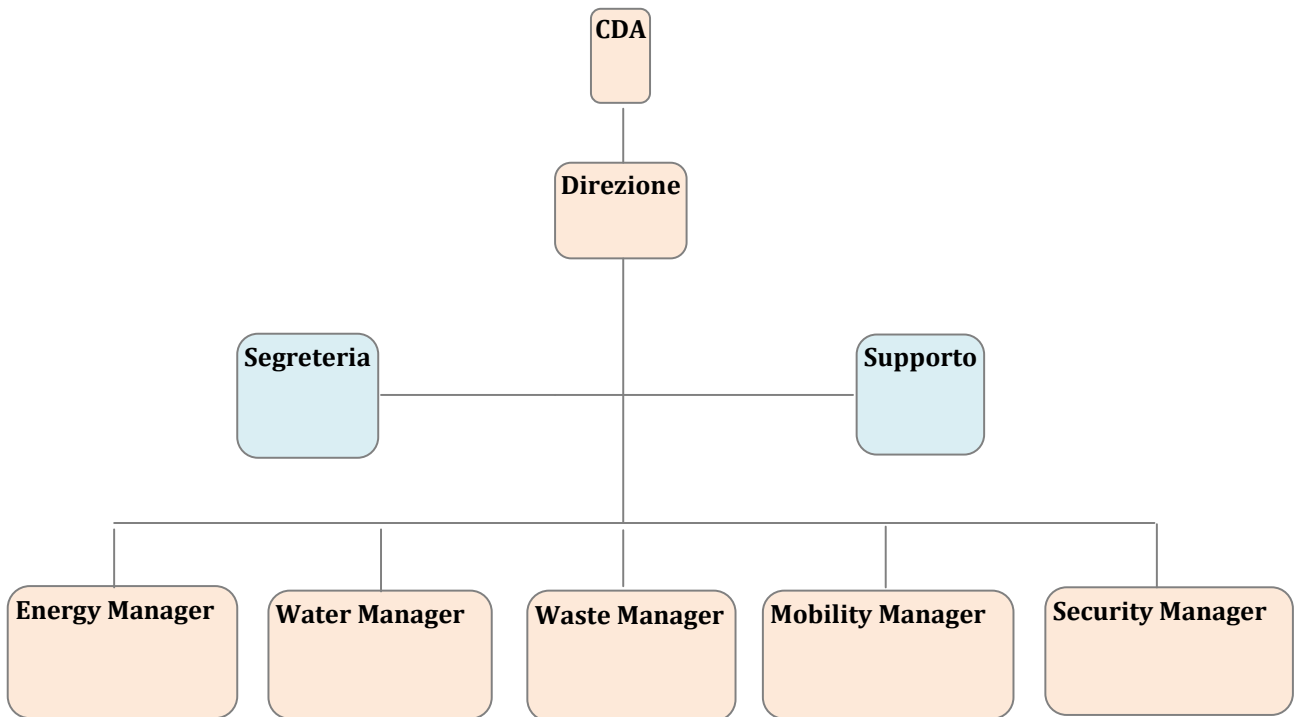 CDA
Direzione
Segreteria
Supporto
Energy Manager
Water Manager
Waste Manager
Mobility Manager
Security Manager